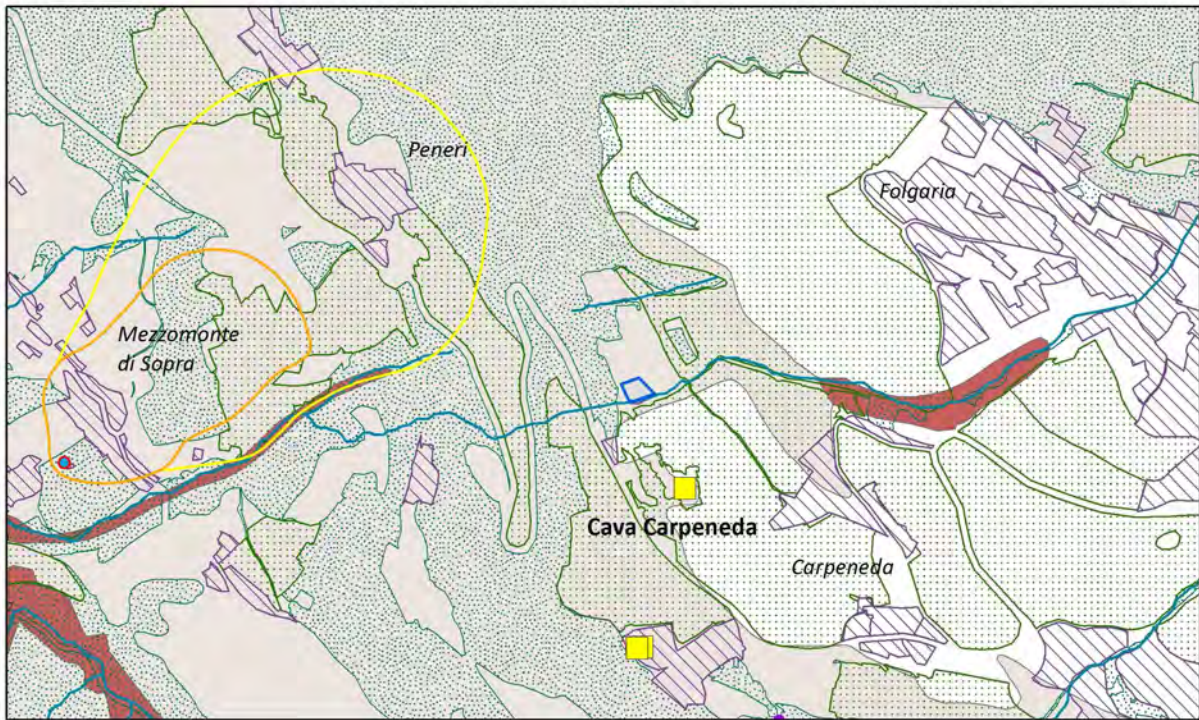 Peneri
Folgaria
Mezzomonte
di Sopra
Cava Carpeneda
Carpeneda